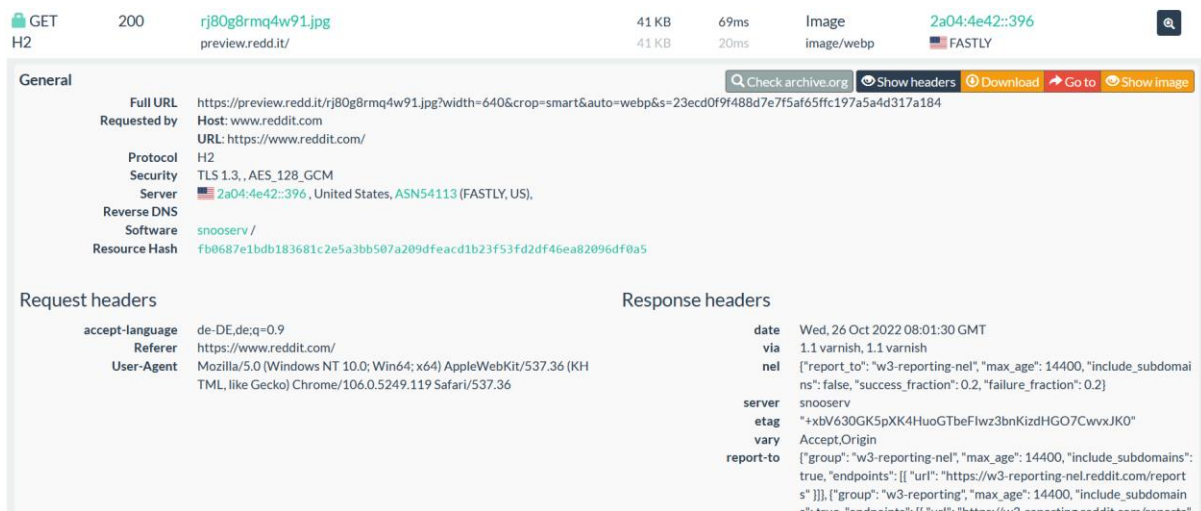 GET 200 rj80g8rmq4w91.jpg 41 KB 69ms Image 2a04:4e42::396
H2 preview.redd.it/ 41 KB 20ms image/webp FASTLY
General Check archive.org Show headers Download Go to Show image
Full URL https://preview.redd.it/rj80g8rmq4w91.jpg?width=640&crop=smart&auto=webp&s=23ecd0f9f488d7e7f5af65ffc197a5a4d317a184
Requested by Host: www.reddit.com
URL: https://www.reddit.com/
Protocol H2
Security TLS 1.3, , AES_128_GCM
Server 2a04:4e42::396 , United States, ASN54113 (FASTLY, US),
Reverse DNS
Software snooserv /
Resource Hash fb0687e1bdb183681c2e5a3bb507a209dfeacd1b23f53fd2df46ea82096df0a5
Request headers
accept-language de-DE,de;q=0.9
Referer https://www.reddit.com/
User-Agent Mozilla/5.0 (Windows NT 10.0; Win64; x64) AppleWebKit/537.36 (KH
TML, like Gecko) Chrome/106.0.5249.119 Safari/537.36
Response headers
date Wed, 26 Oct 2022 08:01:30 GMT
via 1.1 varnish, 1.1 varnish
nel {"report_to": "w3-reporting-nel", "max_age": 14400, "include_subdomai
ns": false, "success_fraction": 0.2, "failure_fraction": 0.2}
server snooserv
etag "+xbV630GK5pXK4HuoGTbeFIwz3bnKizdHGO7CwvxJK0"
vary Accept,Origin
report-to {"group": "w3-reporting-nel", "max_age": 14400, "include_subdomains":
true, "endpoints": [{ "url": "https://w3-reporting-nel.reddit.com/report
s" }]}, {"group": "w3-reporting", "max_age": 14400, "include_subdomain
s": true, "endpoints": [{ "url": "https://w3-reporting.reddit.com/reports"